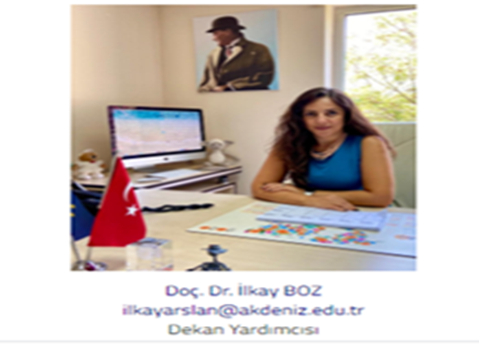 Doç. Dr. İlkay BOZ
ilkayarslan@akdeniz.edu.tr
Dekan Yardımcısı